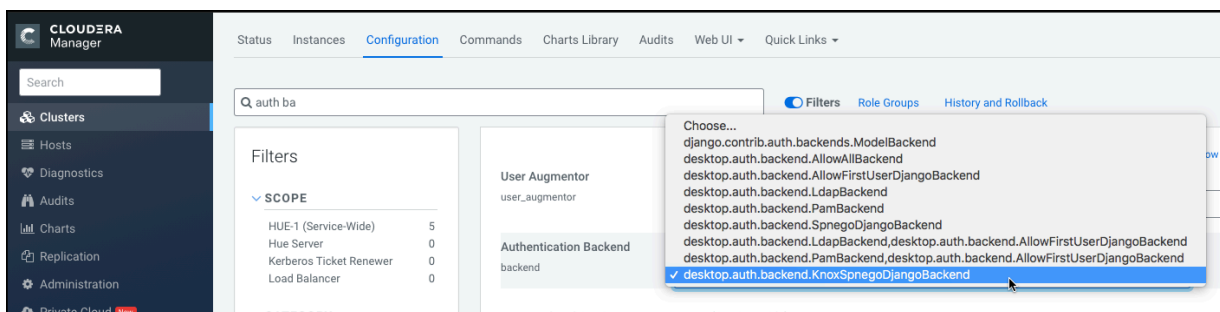 CLOUDERA
Manager
Search
Clusters
Hosts
Diagnostics
Audits
Charts
Replication
Administration
Private Cloud New
Status Instances Configuration Commands Charts Library Audits Web UI Quick Links
auth ba
Filters Role Groups History and Rollback
Filters
SCOPE
HUE-1 (Service-Wide) 5
Hue Server 0
Kerberos Ticket Renewer 0
Load Balancer 0
User Augmentor
user_augmentor
Authentication Backend
backend
Choose...
django.contrib.auth.backends.ModelBackend
desktop.auth.backend.AllowAllBackend
desktop.auth.backend.AllowFirstUserDjangoBackend
desktop.auth.backend.LdapBackend
desktop.auth.backend.PamBackend
desktop.auth.backend.SpnegoDjangoBackend
desktop.auth.backend.LdapBackend,desktop.auth.backend.AllowFirstUserDjangoBackend
desktop.auth.backend.PamBackend,desktop.auth.backend.AllowFirstUserDjangoBackend
✓ desktop.auth.backend.KnoxSpnegoDjangoBackend